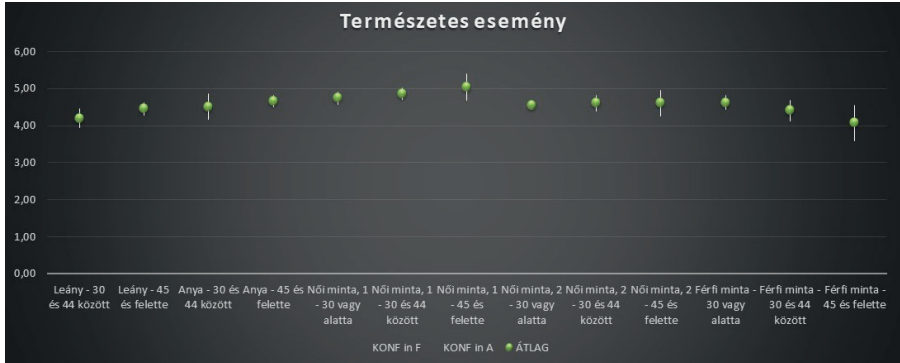 Természetes esemény
6,00
5,00
4,00
3,00
2,00
1,00
0,00
Leány - 30 és 44 között
Leány - 45 és felette
Anya - 30 és 44 között
Anya - 45 és felette
Női minta, 1 - 30 vagy alatta
Női minta, 1 - 30 és 44 között
Női minta, 1 - 45 és felette
Női minta, 2 - 30 vagy alatta
Női minta, 2 - 30 és 44 között
Női minta, 2 - 45 és felette
Férfi minta - 30 vagy alatta
Férfi minta - 30 és 44 között
Férfi minta - 45 és felette
KONF in F KONF in A ÁTLAG